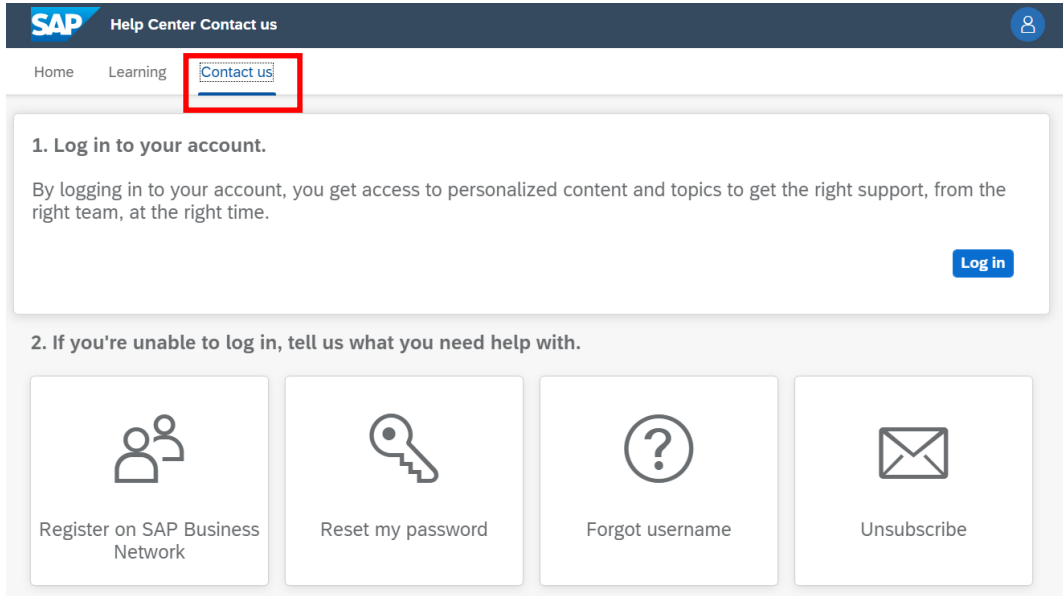 SAP Help Center Contact us
Home Learning Contact us
1. Log in to your account.
By logging in to your account, you get access to personalized content and topics to get the right support, from the
right team, at the right time.
Log in
2. If you're unable to log in, tell us what you need help with.
Register on SAP Business
Network
Reset my password
Forgot username
Unsubscribe